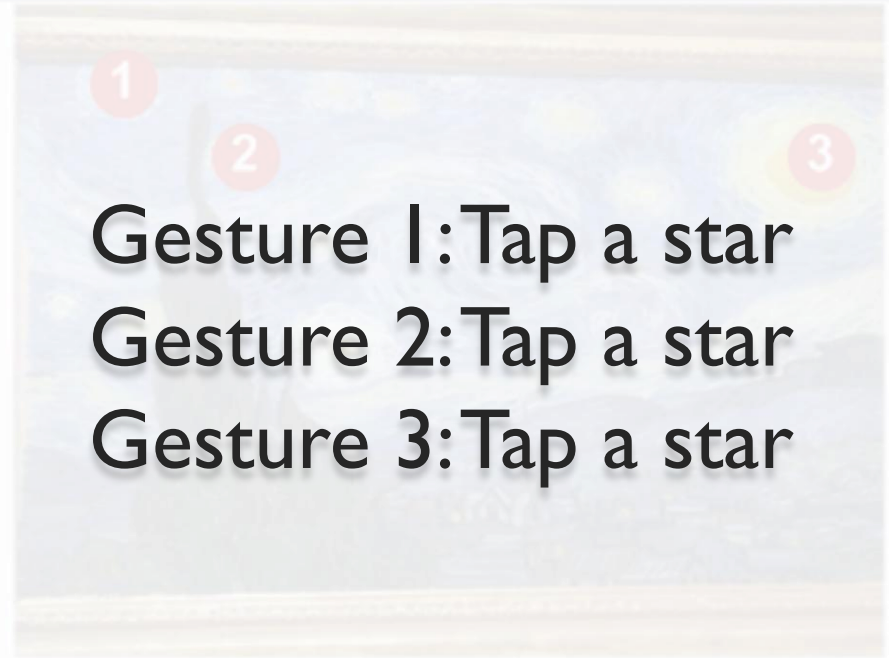 1
2
3
Gesture 1: Tap a star
Gesture 2: Tap a star
Gesture 3: Tap a star